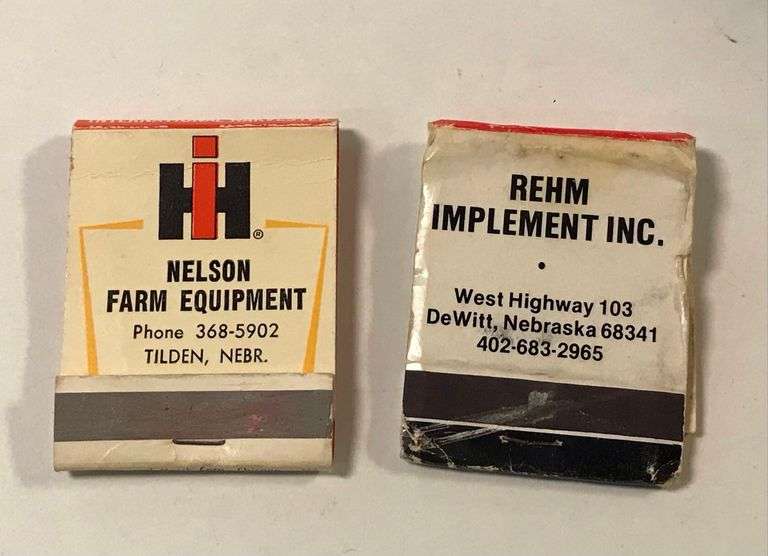 IH®
NELSON
FARM EQUIPMENT
Phone 368-5902
TILDEN, NEBR.
REHM
IMPLEMENT INC.
•
West Highway 103
DeWitt, Nebraska 68341
402-683-2965